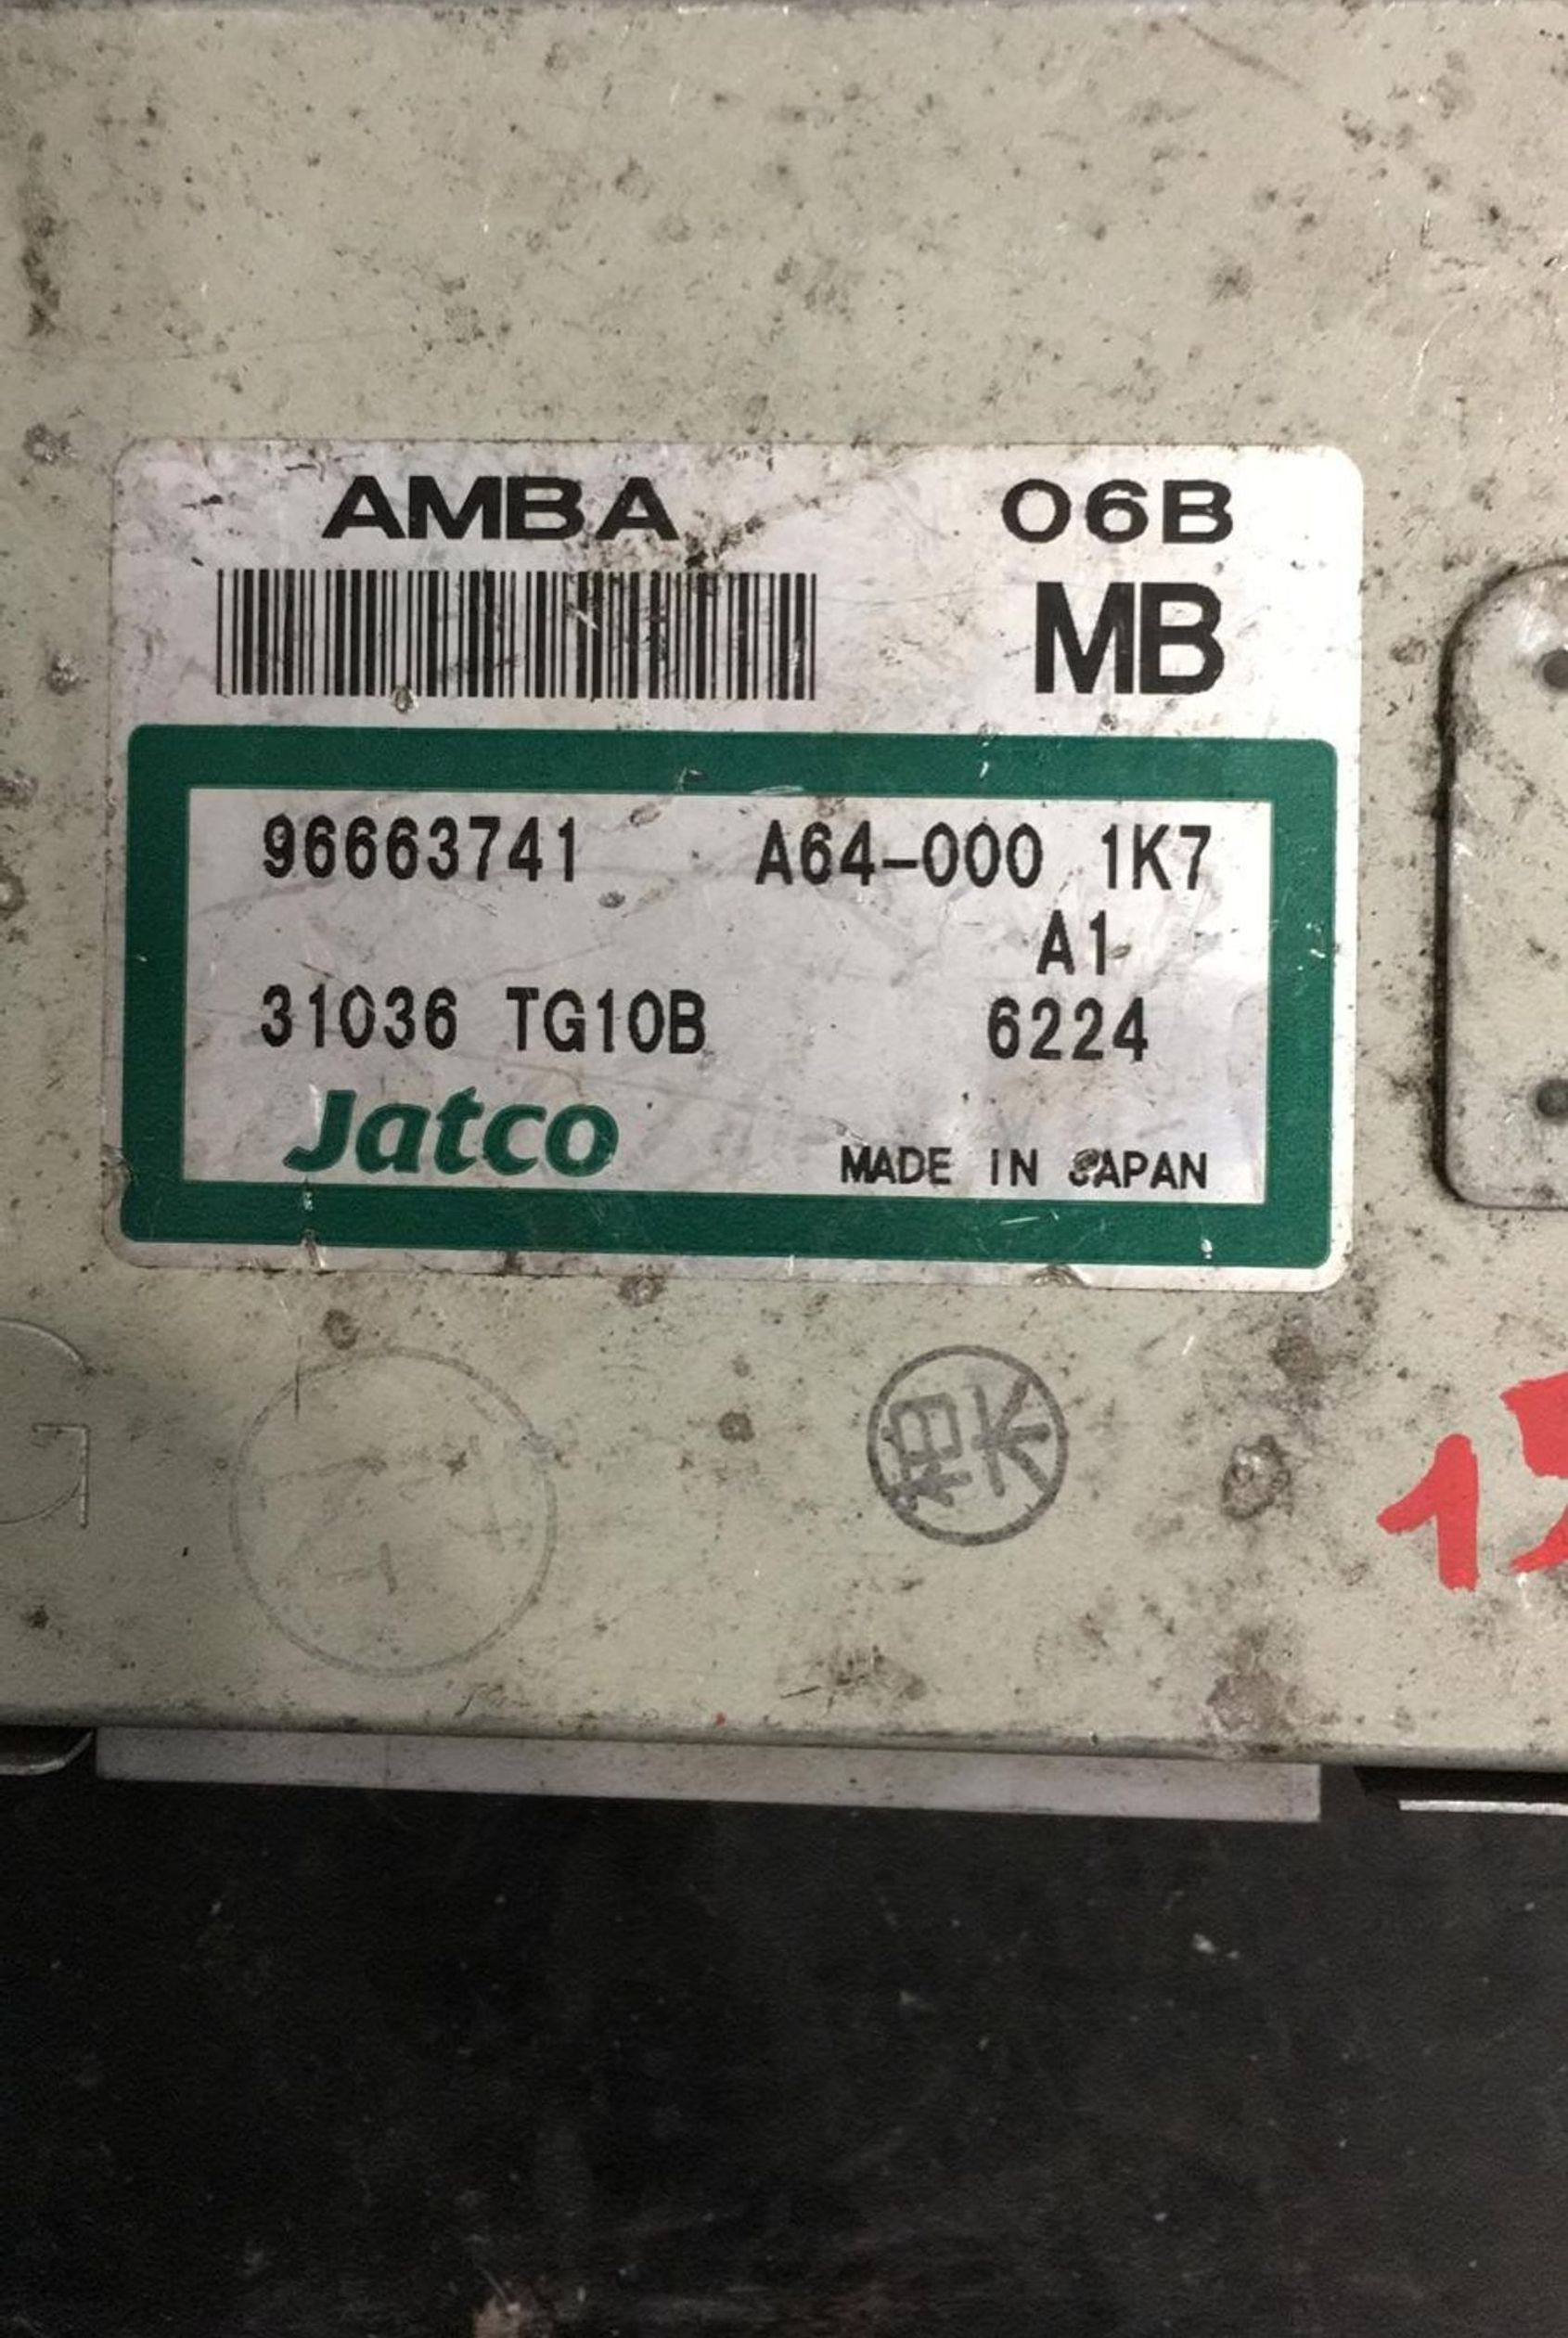 AMBA 06B
MB
96663741 A64-000 1K7
A1
31036 TG10B 6224
Jatco MADE IN JAPAN
G